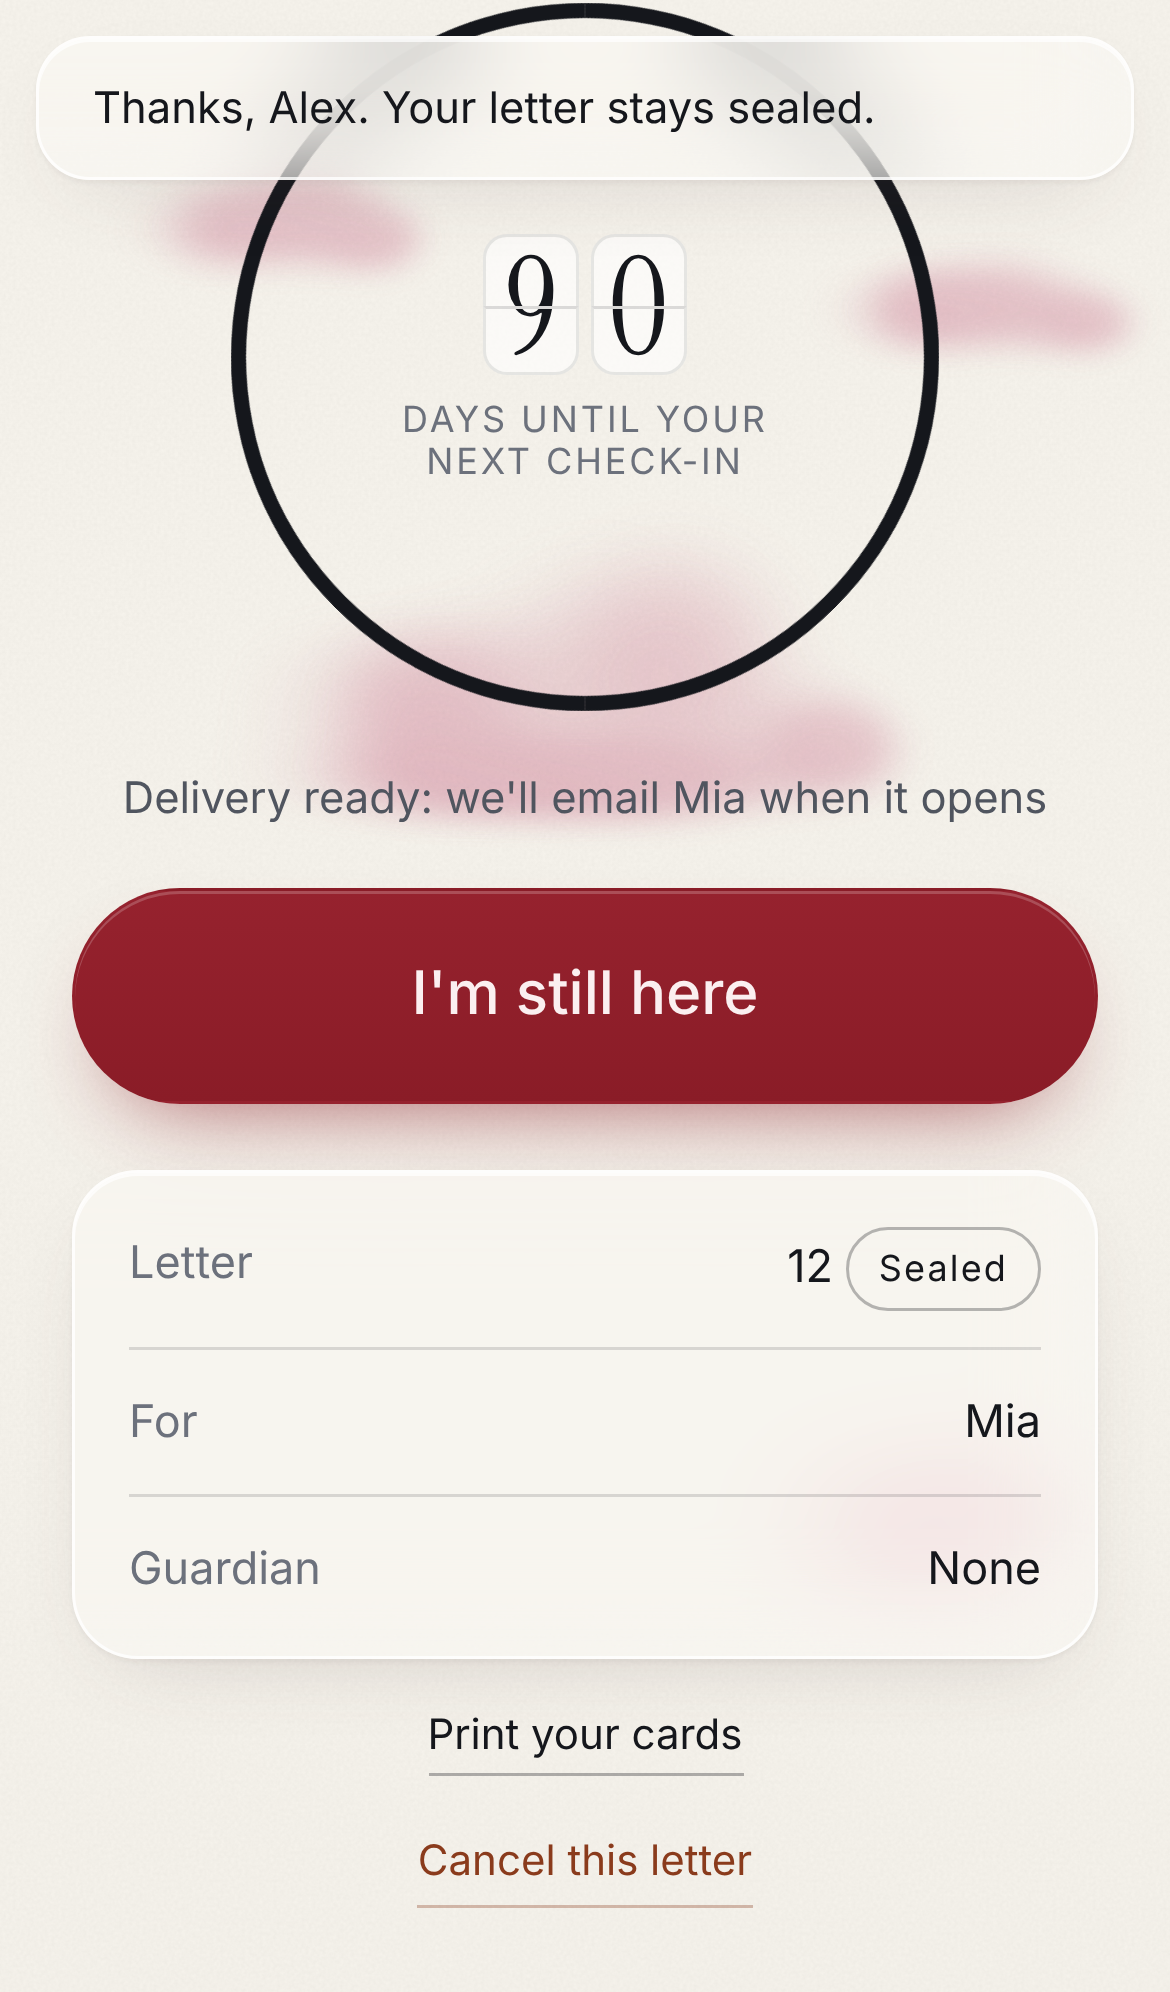 Thanks, Alex. Your letter stays sealed.
90
DAYS UNTIL YOUR
NEXT CHECK-IN
Delivery ready: we'll email Mia when it opens
I'm still here
Letter 12 Sealed
For Mia
Guardian None
Print your cards
Cancel this letter